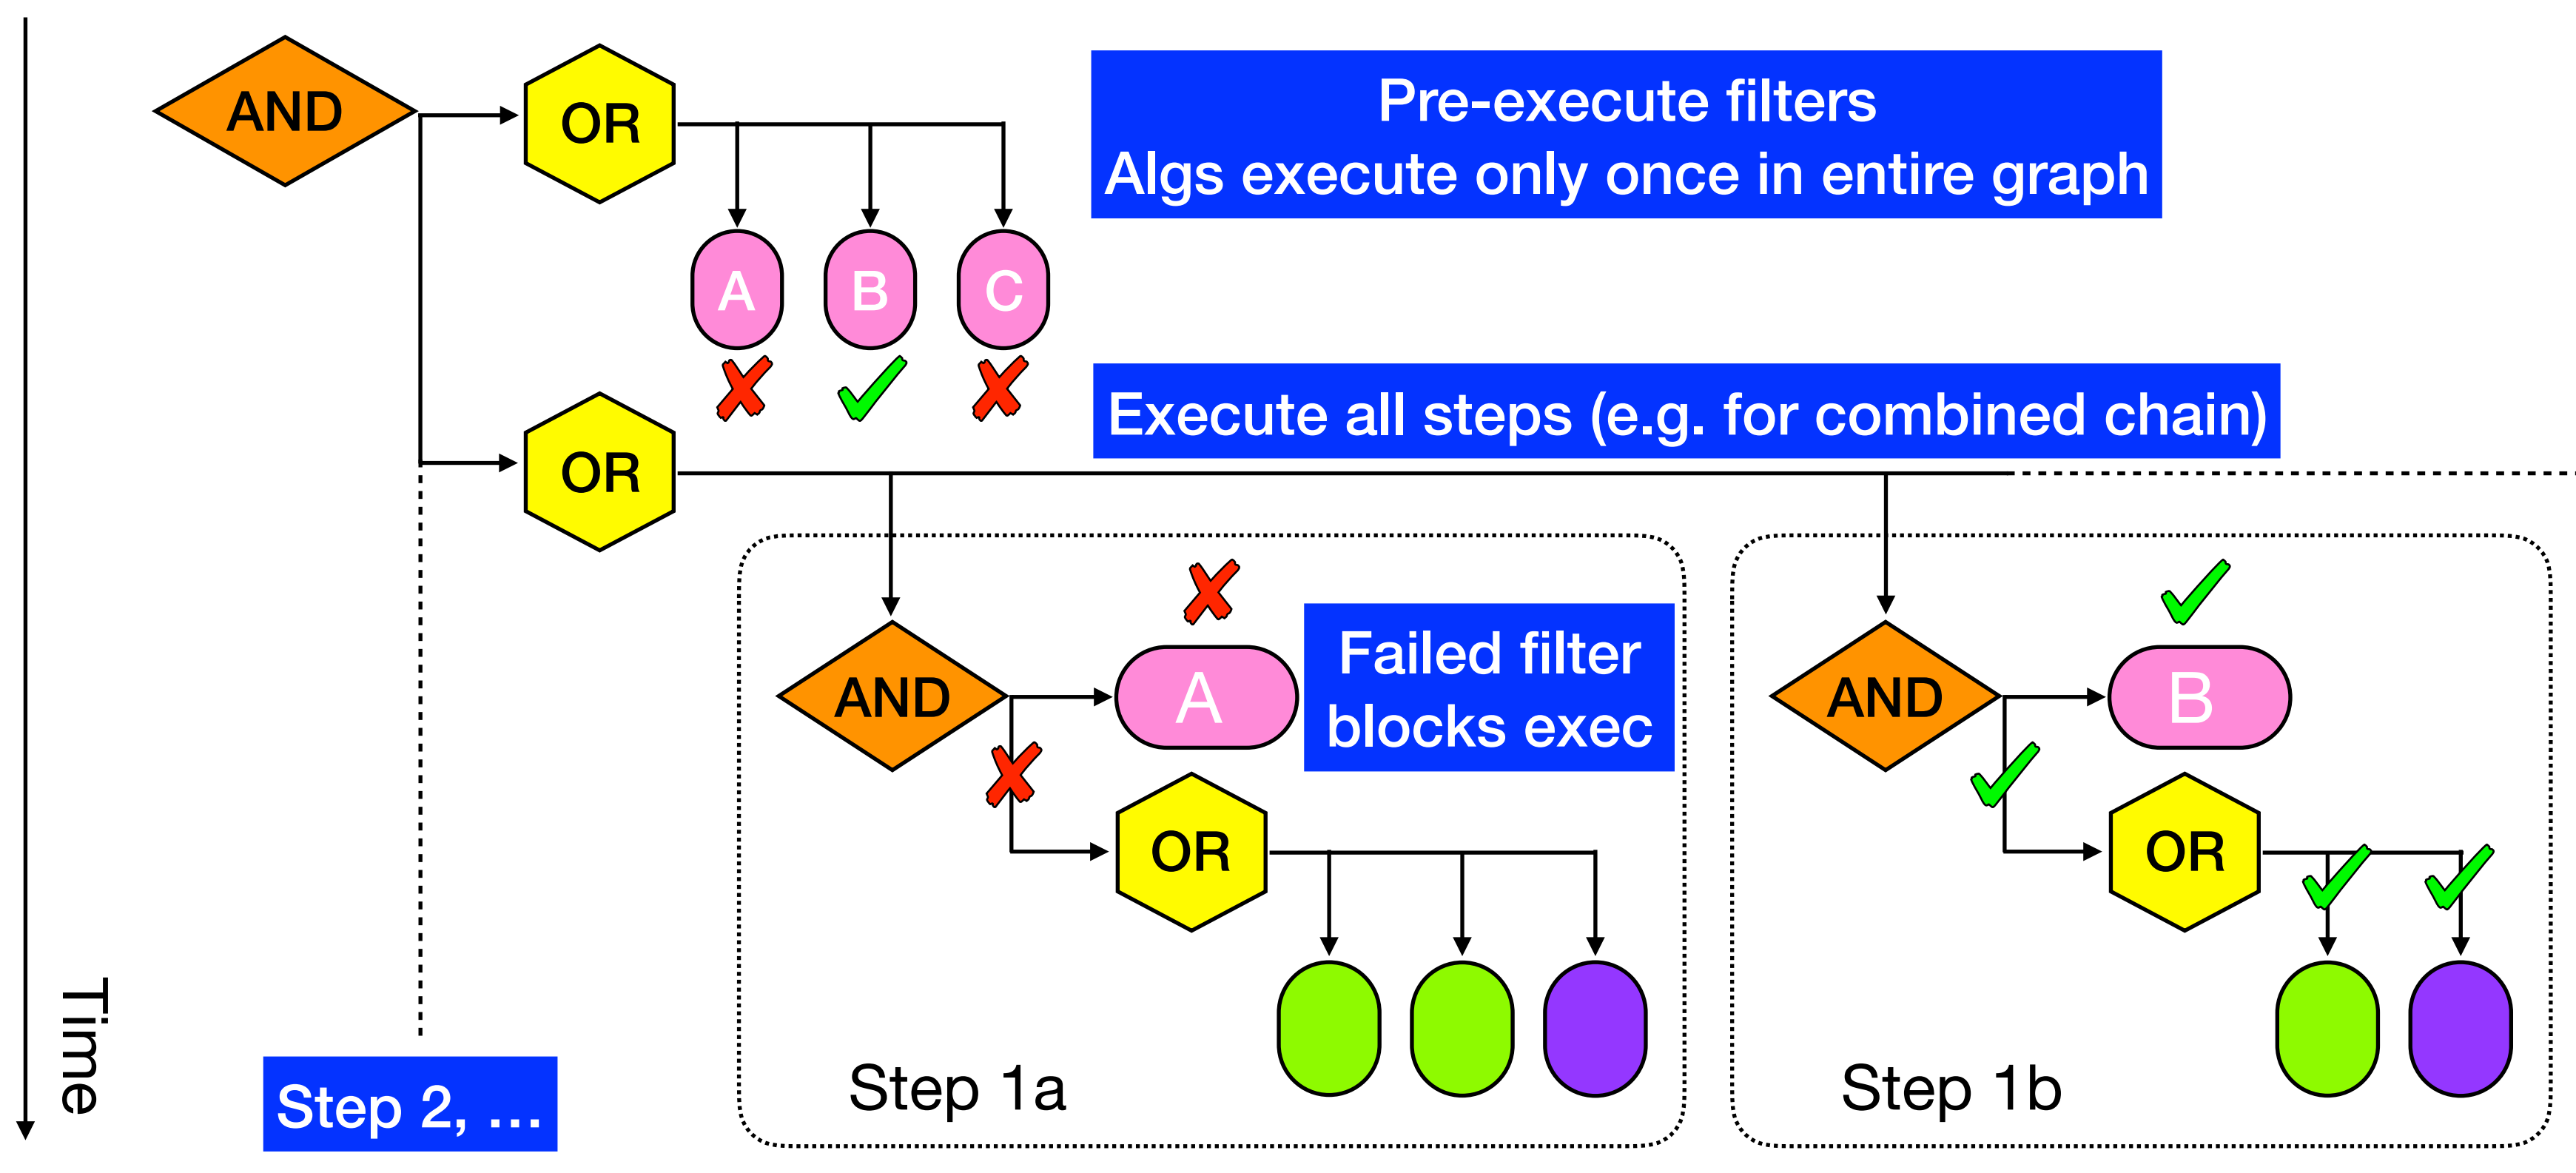 AND
OR
Pre-execute filters
Algs execute only once in entire graph
A
B
C
Execute all steps (e.g. for combined chain)
OR
AND
A
Failed filter
blocks exec
AND
B
OR
OR
Time
Step 2, ...
Step 1a
Step 1b